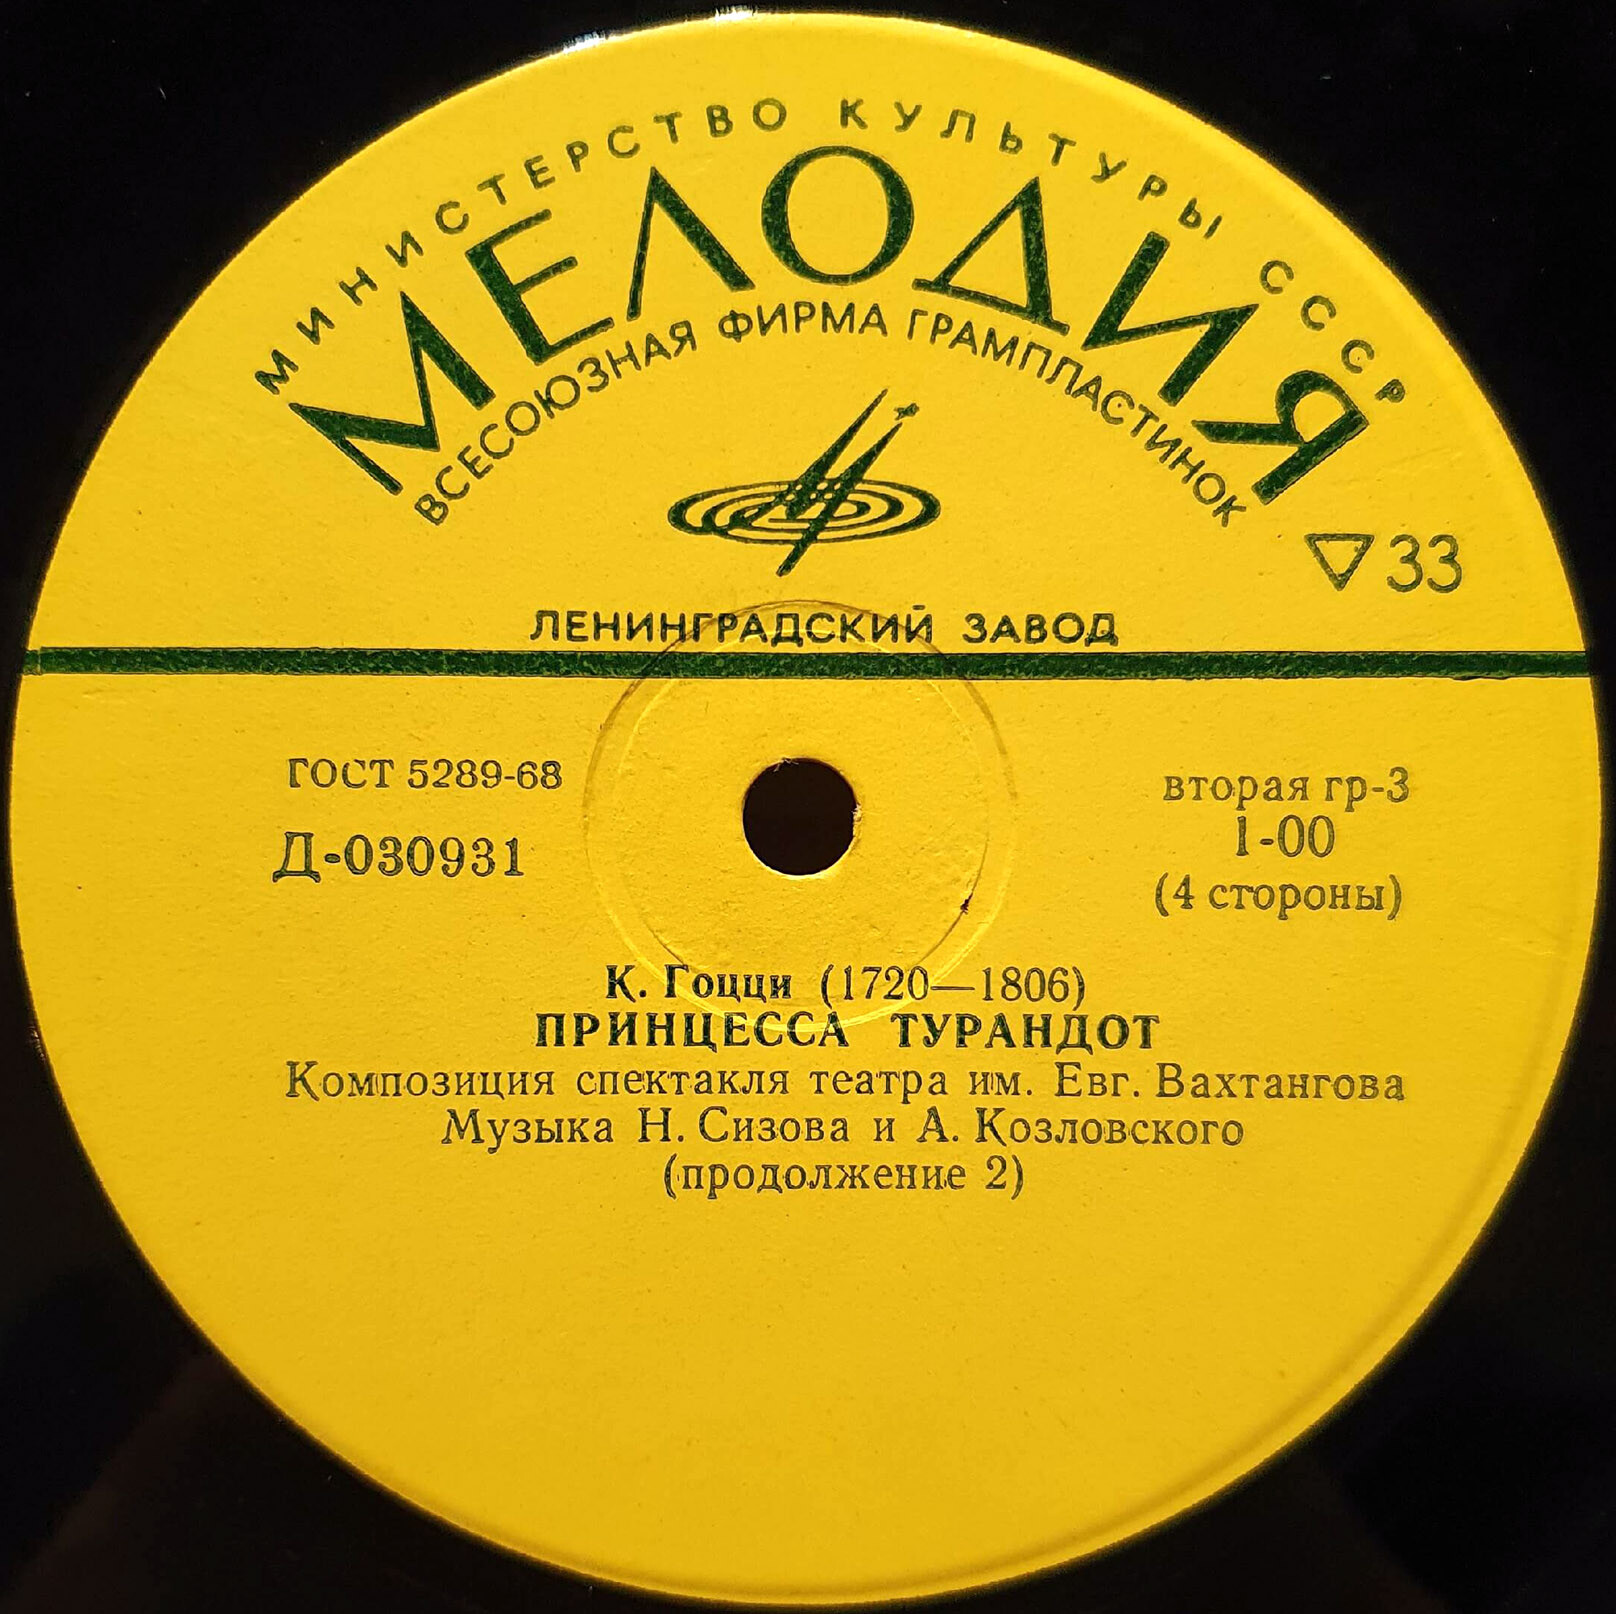 МИНИСТЕРСТВО КУЛЬТУРЫ СССР
МЕЛОДИЯ
ВСЕСОЮЗНАЯ ФИРМА ГРАМПЛАСТИНОК
33
ЛЕНИНГРАДСКИЙ ЗАВОД
ГОСТ 5289-68
Д-030931
вторая гр-3
1-00
(4 стороны)
К. Гоцци (1720—1806)
ПРИНЦЕССА ТУРАНДОТ
Композиция спектакля театра им. Евг. Вахтангова
Музыка Н. Сизова и А. Козловского
(продолжение 2)